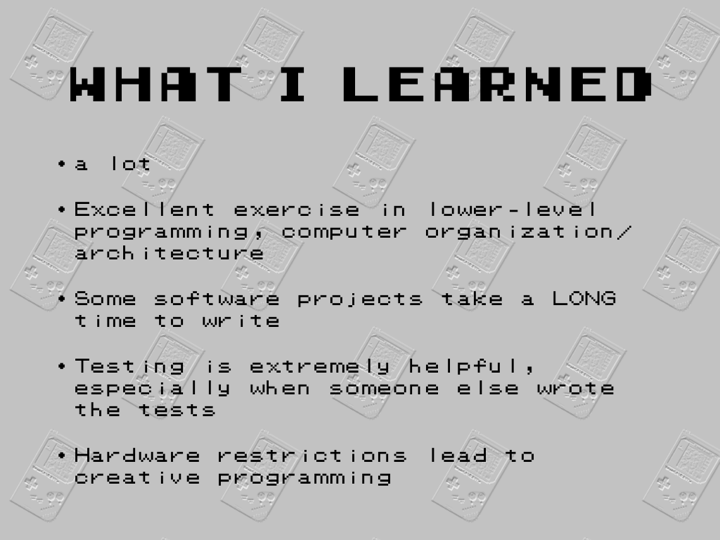 WHAT I LEARNED
• a lot
• Excellent exercise in lower-level
programming, computer organization/
architecture
• Some software projects take a LONG
time to write
• Testing is extremely helpful,
especially when someone else wrote
the tests
• Hardware restrictions lead to
creative programming